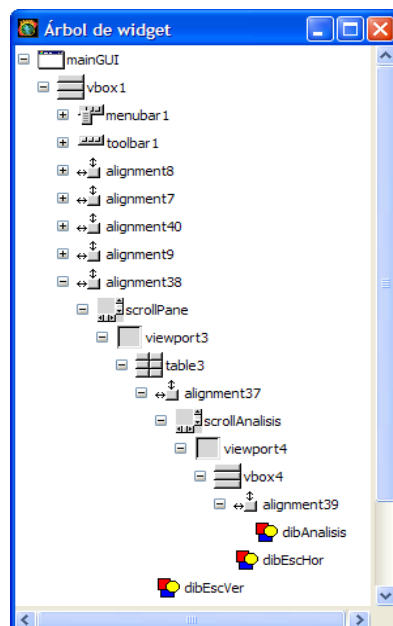 Árbol de widget
mainGUI
vbox1
menubar1
toolbar1
alignment8
alignment7
alignment40
alignment9
alignment38
scrollPane
viewport3
table3
alignment37
scrollAnalisis
viewport4
vbox4
alignment39
dibAnalisis
dibEscHor
dibEscVer